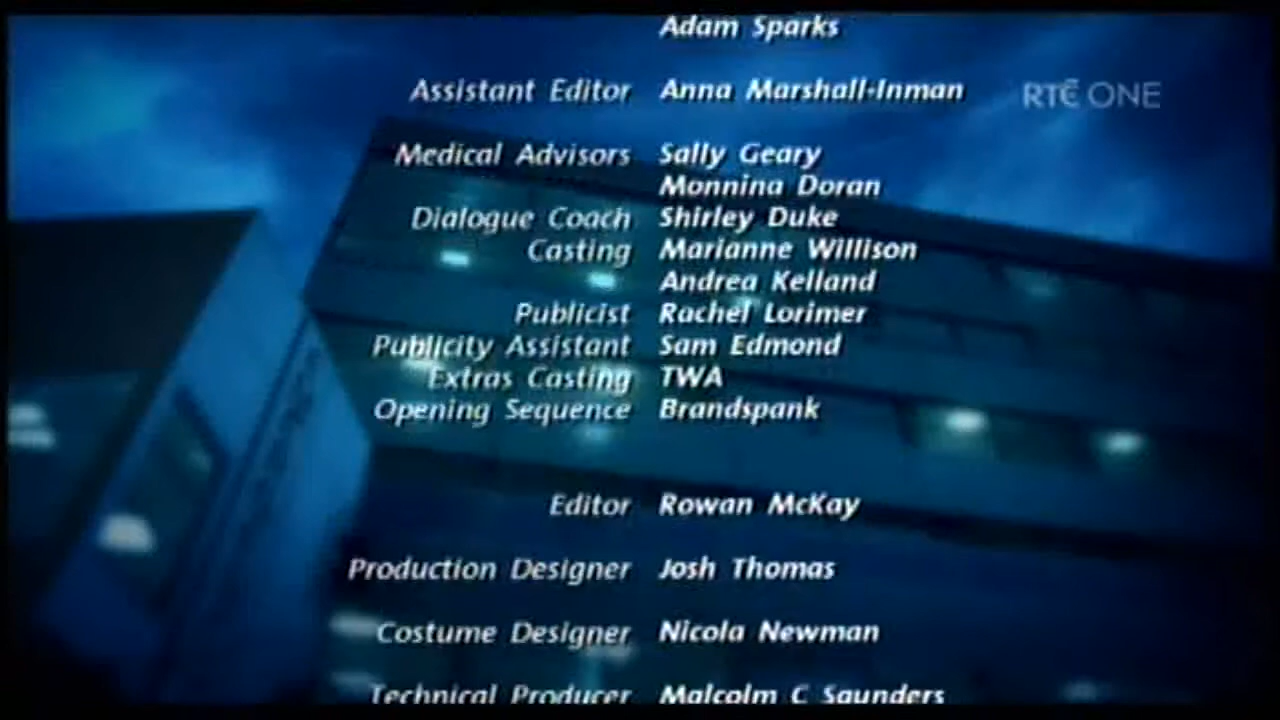 Adam Sparks
Assistant Editor Anna Marshall-Inman
RTÉ ONE
Medical Advisors Sally Geary
Monnina Doran
Dialogue Coach Shirley Duke
Casting Marianne Willison
Andrea Kelland
Publicist Rachel Lorimer
Publicity Assistant Sam Edmond
Extras Casting TWA
Opening Sequence Brandspank
Editor Rowan McKay
Production Designer Josh Thomas
Costume Designer Nicola Newman
Technical Producer Malcolm C Saunders